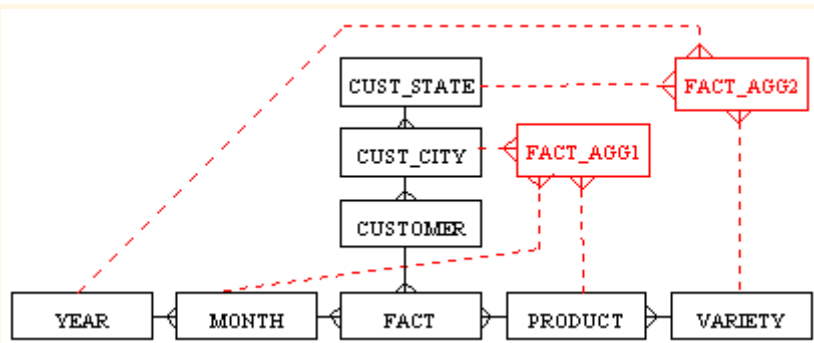 CUST_STATE
FACT_AGG2
CUST_CITY
FACT_AGG1
CUSTOMER
YEAR
MONTH
FACT
PRODUCT
VARIETY